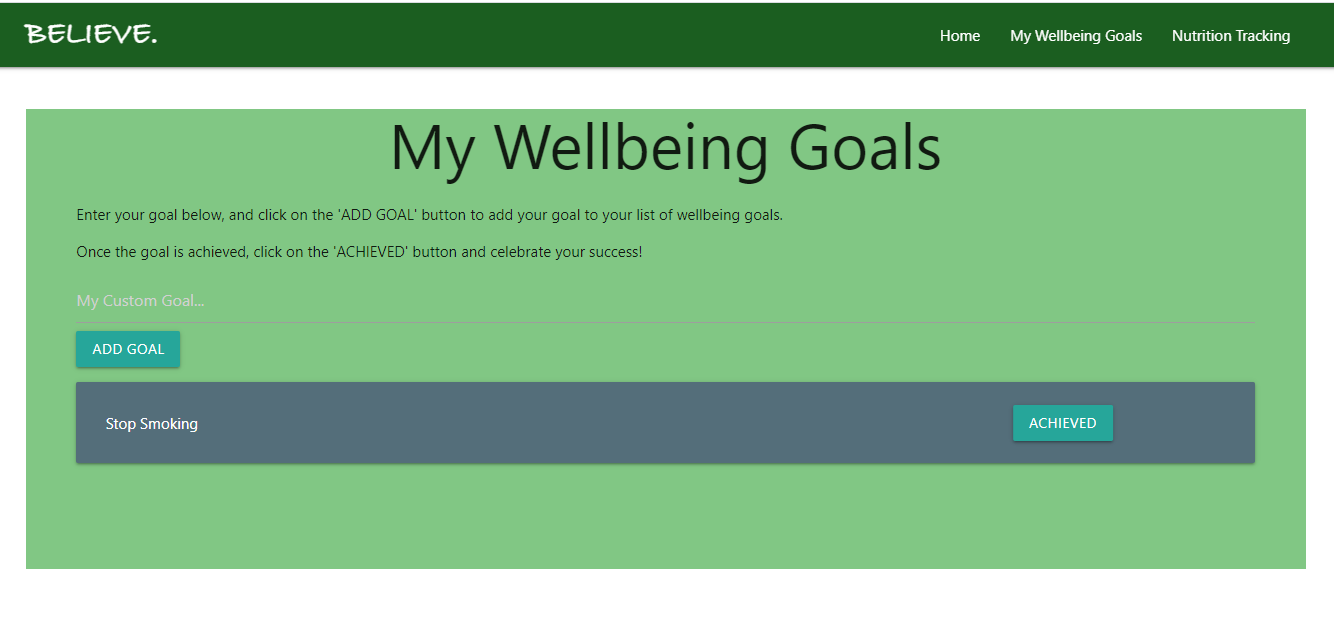 BELIEVE.
Home My Wellbeing Goals Nutrition Tracking
My Wellbeing Goals
Enter your goal below, and click on the 'ADD GOAL' button to add your goal to your list of wellbeing goals.
Once the goal is achieved, click on the 'ACHIEVED' button and celebrate your success!
My Custom Goal...
ADD GOAL
Stop Smoking ACHIEVED